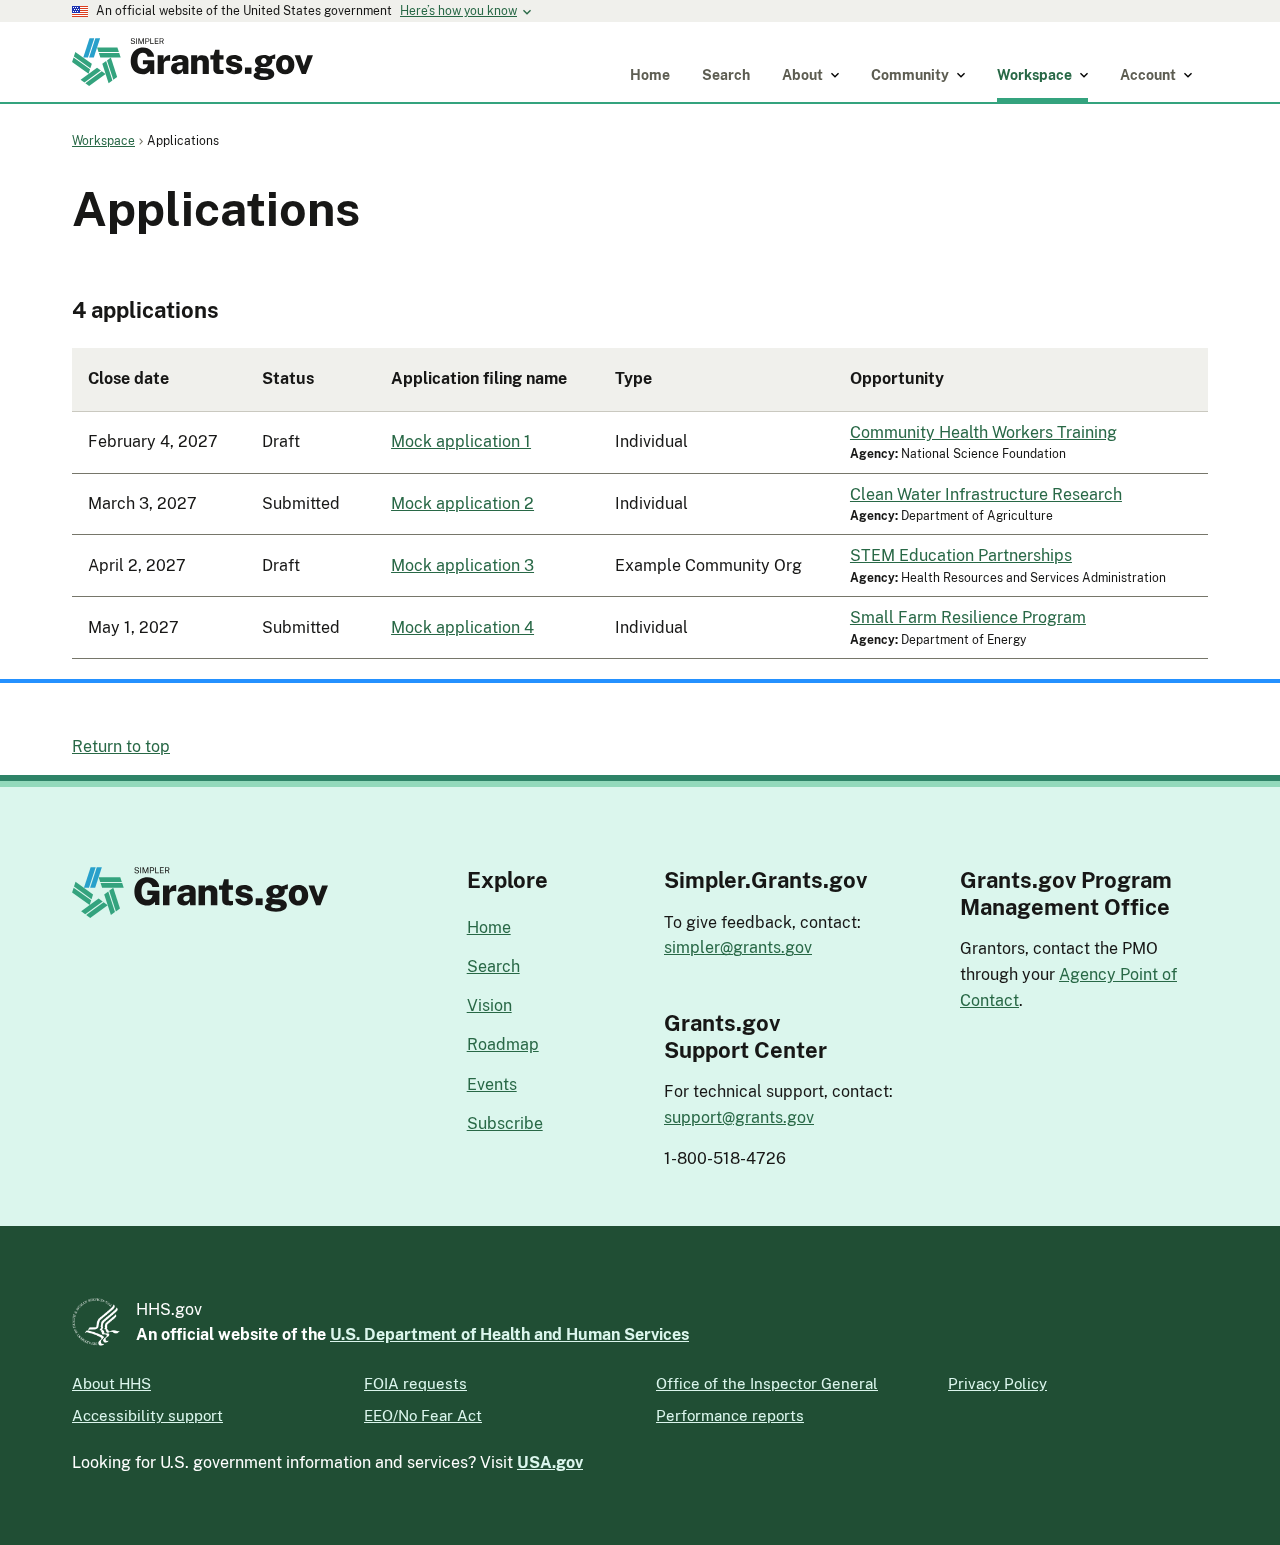 An official website of the United States government Here's how you know
SIMPLER
Grants.gov
Home Search About Community Workspace Account
Workspace › Applications
Applications
4 applications
Close date Status Application filing name Type Opportunity
February 4, 2027 Draft Mock application 1 Individual Community Health Workers Training
Agency: National Science Foundation
March 3, 2027 Submitted Mock application 2 Individual Clean Water Infrastructure Research
Agency: Department of Agriculture
April 2, 2027 Draft Mock application 3 Example Community Org STEM Education Partnerships
Agency: Health Resources and Services Administration
May 1, 2027 Submitted Mock application 4 Individual Small Farm Resilience Program
Agency: Department of Energy
Return to top
SIMPLER
Grants.gov
Explore
Home
Search
Vision
Roadmap
Events
Subscribe
Simpler.Grants.gov
To give feedback, contact:
simpler@grants.gov
Grants.gov
Support Center
For technical support, contact:
support@grants.gov
1-800-518-4726
Grants.gov Program
Management Office
Grantors, contact the PMO
through your Agency Point of
Contact.
HHS.gov
An official website of the U.S. Department of Health and Human Services
About HHS FOIA requests Office of the Inspector General Privacy Policy
Accessibility support EEO/No Fear Act Performance reports
Looking for U.S. government information and services? Visit USA.gov